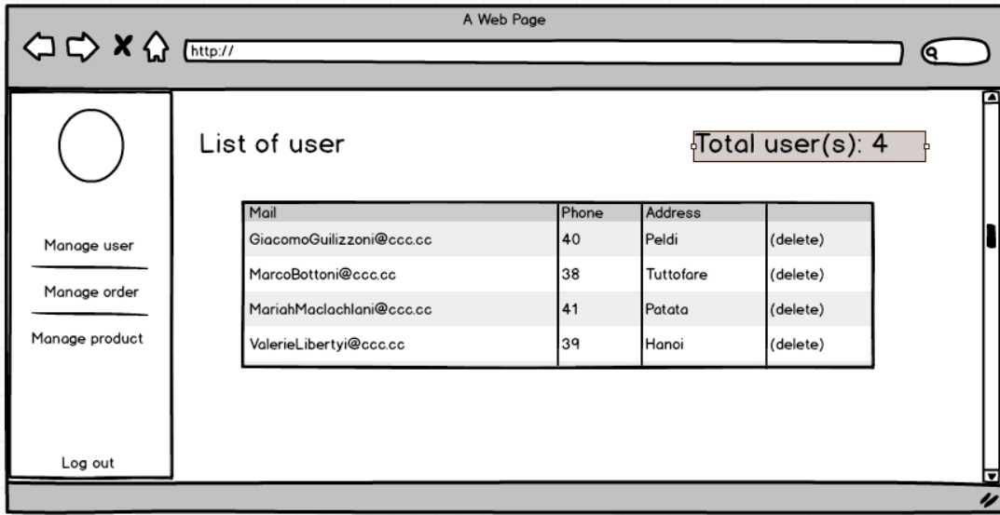 A Web Page
http://
List of user
Total user(s): 4
Manage user
Manage order
Manage product
Log out
Mail Phone Address
GiacomoGuilizzoni@ccc.cc 40 Peldi (delete)
MarcoBottoni@ccc.cc 38 Tuttofare (delete)
MariahMaclachlani@ccc.cc 41 Patata (delete)
ValerieLibertyi@ccc.cc 39 Hanoi (delete)